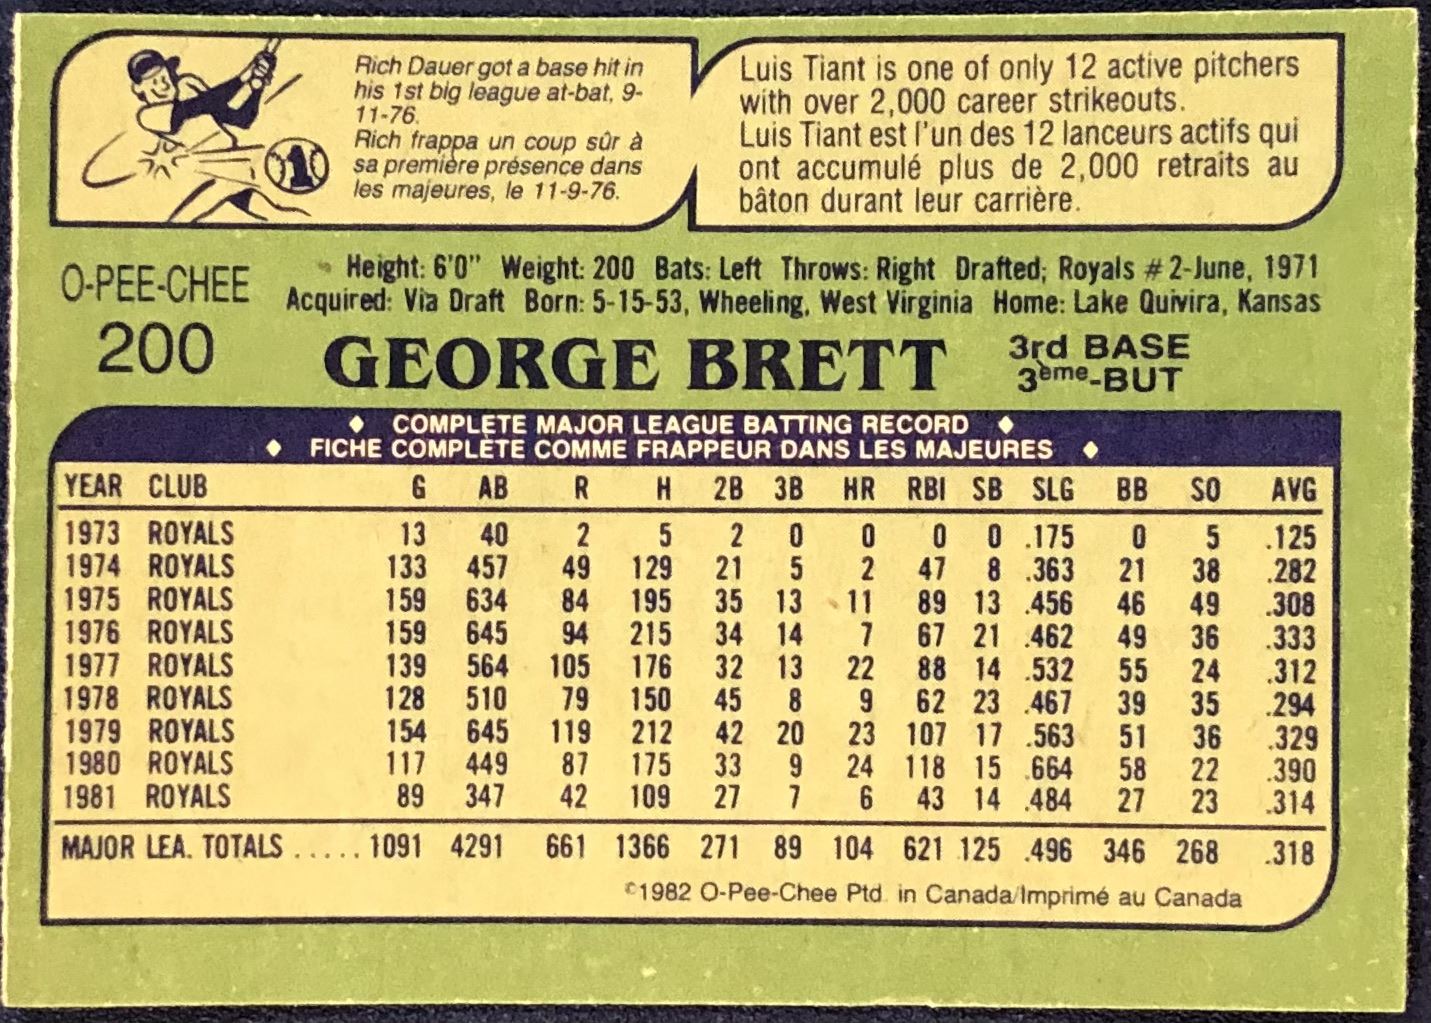 Rich Dauer got a base hit in
his 1st big league at-bat, 9-
11-76.
Rich frappa un coup sûr à
sa première présence dans
les majeures, le 11-9-76.
1
Luis Tiant is one of only 12 active pitchers
with over 2,000 career strikeouts.
Luis Tiant est l'un des 12 lanceurs actifs qui
ont accumulé plus de 2,000 retraits au
bâton durant leur carrière.
O-PEE-CHEE
200
Height: 6'0" Weight: 200 Bats: Left Throws: Right Drafted; Royals #2-June, 1971
Acquired: Via Draft Born: 5-15-53, Wheeling, West Virginia Home: Lake Quivira, Kansas
GEORGE BRETT
3rd BASE
3ème-BUT
♦ COMPLETE MAJOR LEAGUE BATTING RECORD ♦
♦ FICHE COMPLÈTE COMME FRAPPEUR DANS LES MAJEURES ♦
YEAR CLUB G AB R H 2B 3B HR RBI SB SLG BB SO AVG
1973 ROYALS 13 40 2 5 2 0 0 0 0 .175 0 5 .125
1974 ROYALS 133 457 49 129 21 5 2 47 8 .363 21 38 .282
1975 ROYALS 159 634 84 195 35 13 11 89 13 .456 46 49 .308
1976 ROYALS 159 645 94 215 34 14 7 67 21 .462 49 36 .333
1977 ROYALS 139 564 105 176 32 13 22 88 14 .532 55 24 .312
1978 ROYALS 128 510 79 150 45 8 9 62 23 .467 39 35 .294
1979 ROYALS 154 645 119 212 42 20 23 107 17 .563 51 36 .329
1980 ROYALS 117 449 87 175 33 9 24 118 15 .664 58 22 .390
1981 ROYALS 89 347 42 109 27 7 6 43 14 .484 27 23 .314
MAJOR LEA. TOTALS ..... 1091 4291 661 1366 271 89 104 621 125 .496 346 268 .318
©1982 O-Pee-Chee Ptd. in Canada/Imprimé au Canada